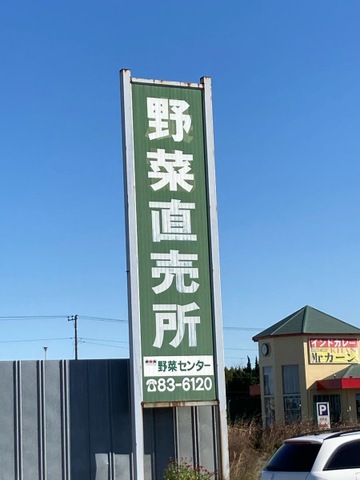 野菜直売所
野菜センター
☎83-6120
インドカレー
Mr.カーン
P